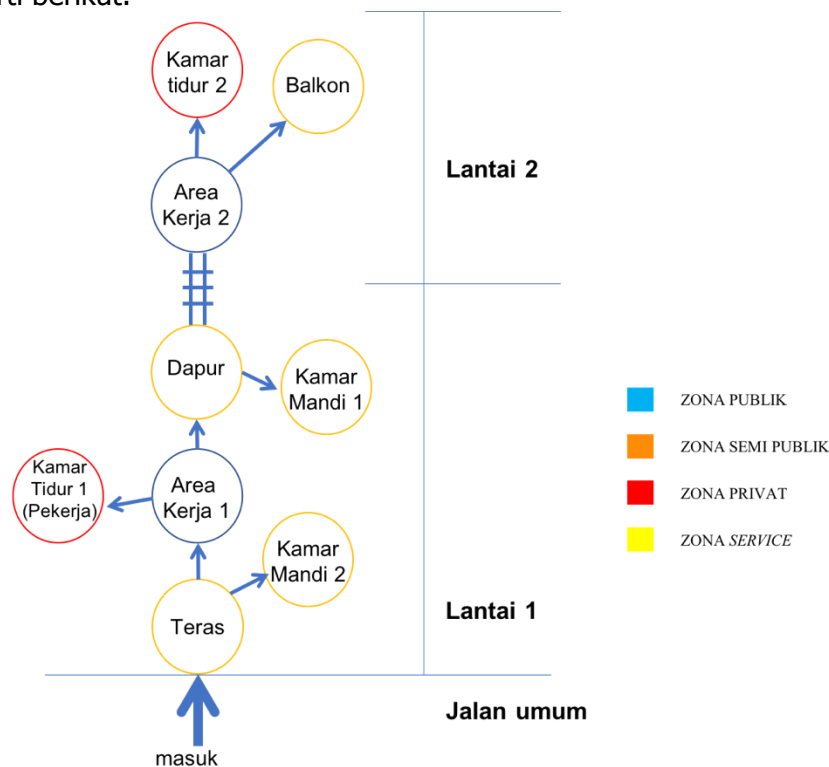 rti berikut:
Kamar
tidur 2
Balkon
Lantai 2
Area
Kerja 2
Dapur
Kamar
Mandi 1
ZONA PUBLIK
ZONA SEMI PUBLIK
Kamar
Tidur 1
(Pekerja)
Area
Kerja 1
ZONA PRIVAT
ZONA SERVICE
Kamar
Mandi 2
Lantai 1
Teras
Jalan umum
masuk